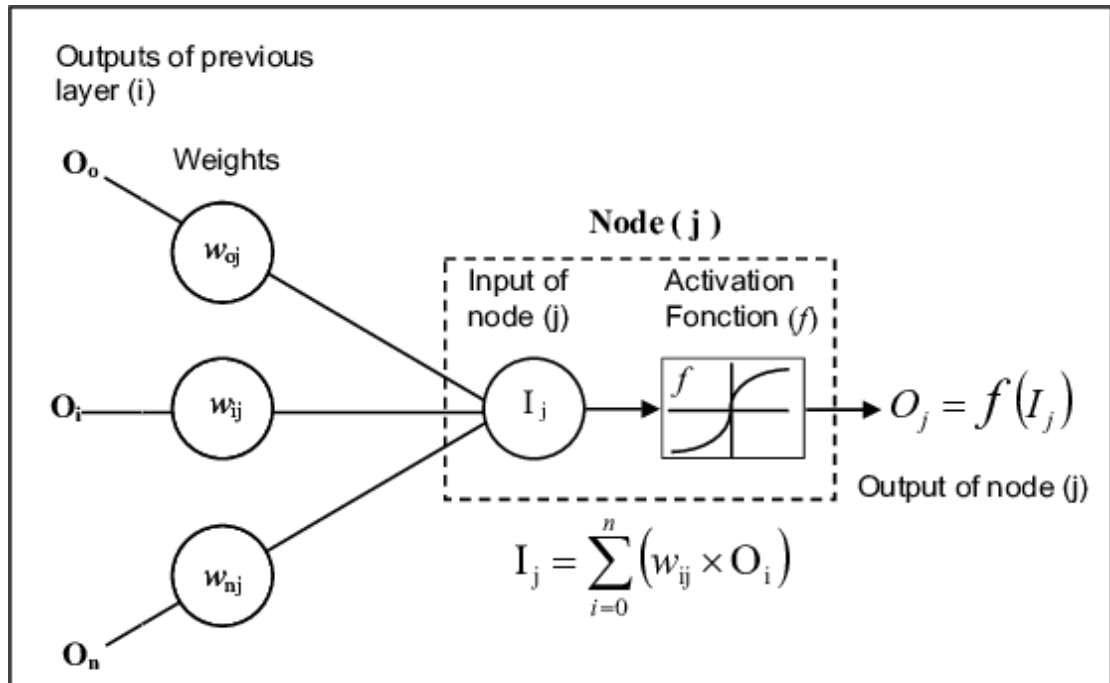 Outputs of previous
layer (i)
Oₒ
Weights
wₒⱼ
Node ( j )
Input of
node (j)
Activation
Fonction (f)
Oᵢ
wᵢⱼ
Iⱼ
f
Oⱼ = f(Iⱼ)
Output of node (j)
wₙⱼ
Iⱼ = ∑ⁿᵢ₌₀ (wᵢⱼ × Oᵢ)
Oₙ